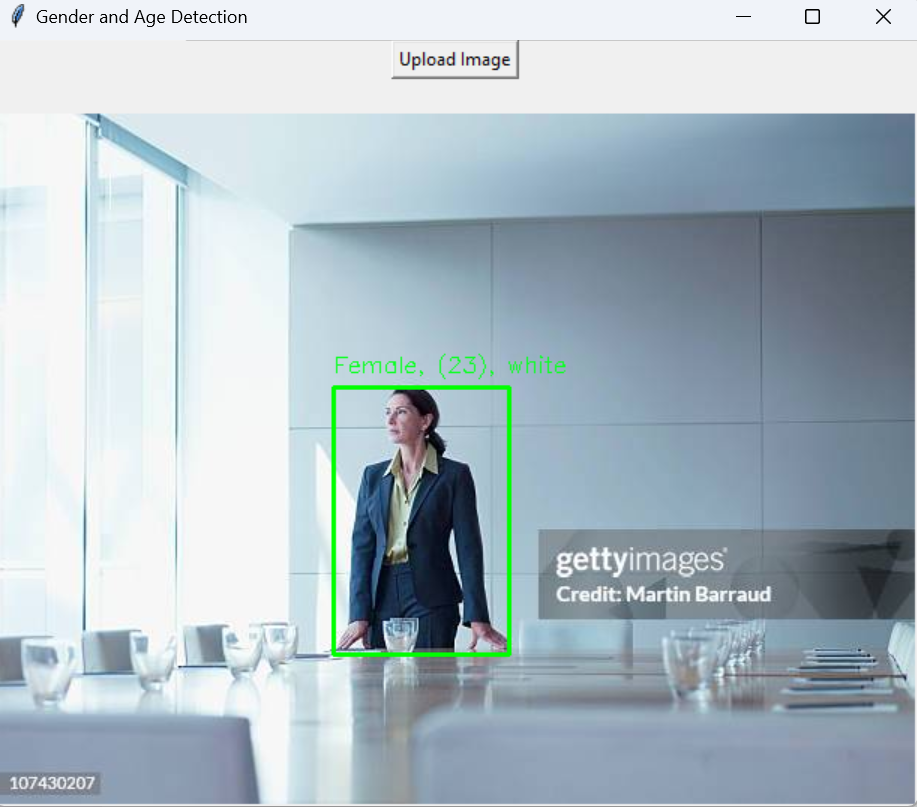 Gender and Age Detection
Upload Image
Female, (23), white
gettyimages®
Credit: Martin Barraud
107430207